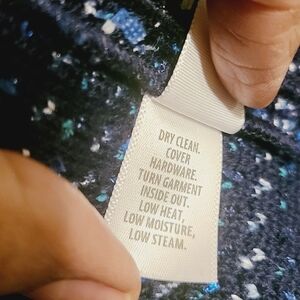 DRY CLEAN.
COVER
HARDWARE.
TURN GARMENT
INSIDE OUT.
LOW HEAT,
LOW MOISTURE,
LOW STEAM.